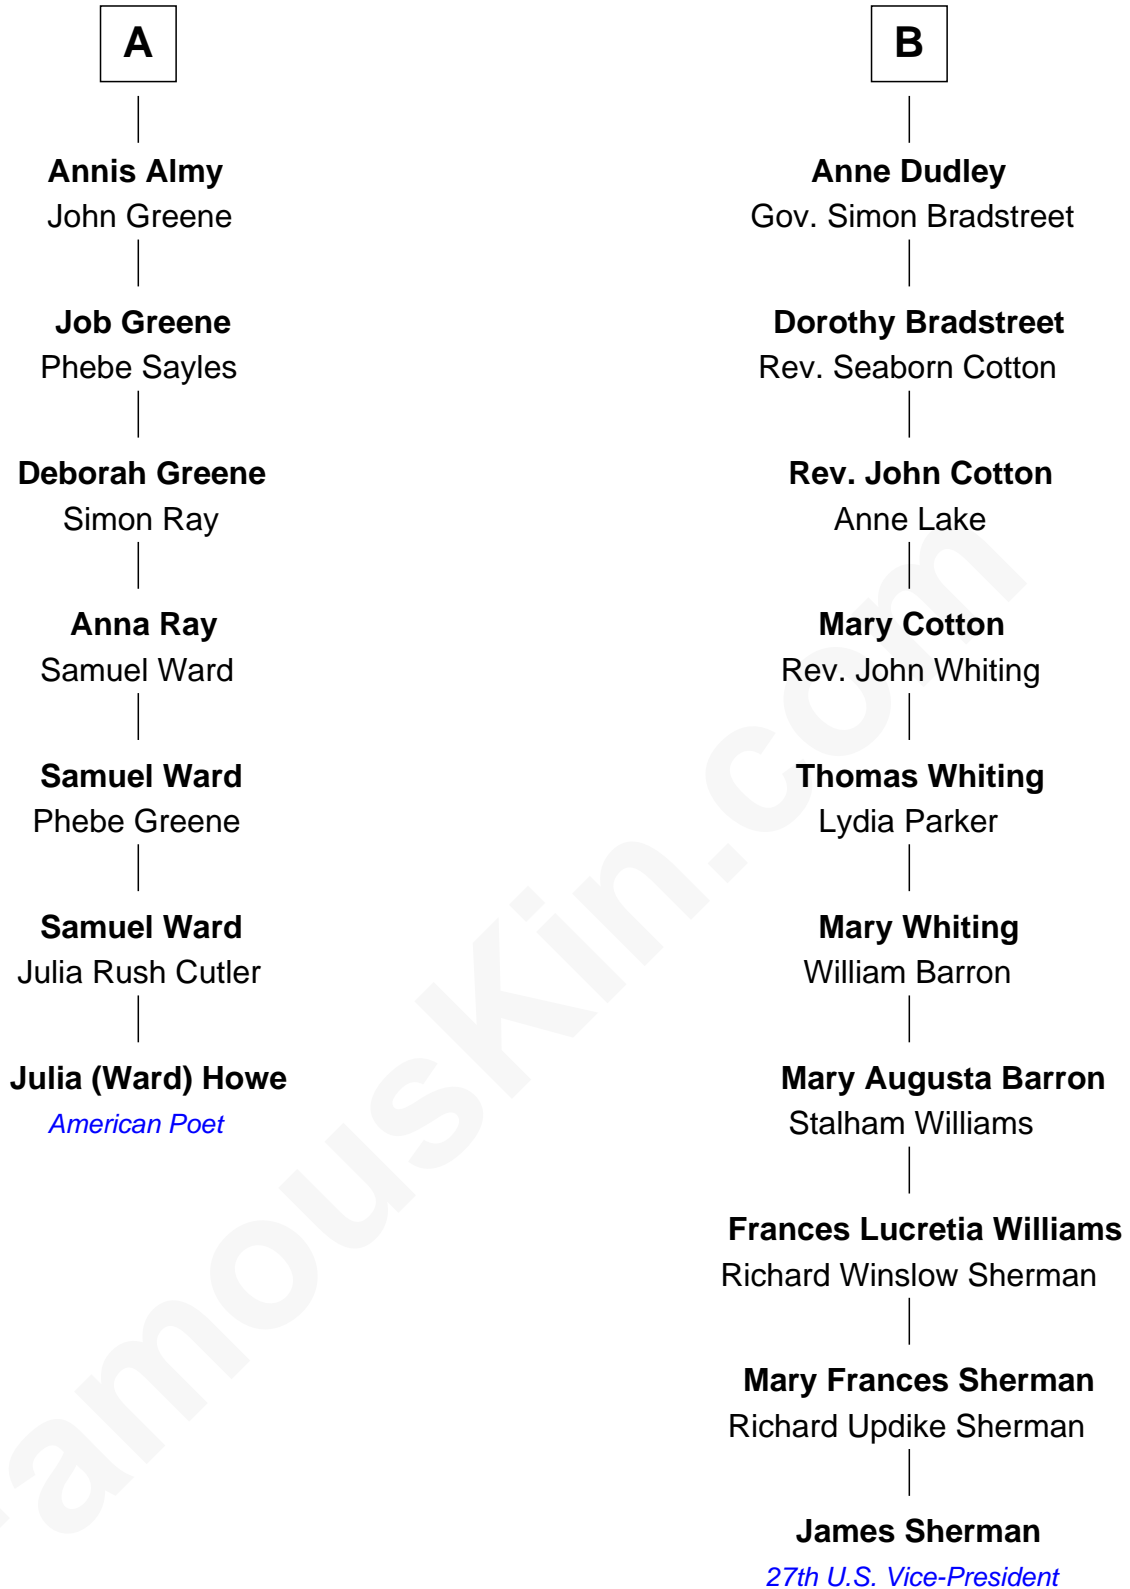 A
Annis Almy
John Greene
Job Greene
Phebe Sayles
Deborah Greene
Simon Ray
Anna Ray
Samuel Ward
Samuel Ward
Phebe Greene
Samuel Ward
Julia Rush Cutler
Julia (Ward) Howe
American Poet
B
Anne Dudley
Gov. Simon Bradstreet
Dorothy Bradstreet
Rev. Seaborn Cotton
Rev. John Cotton
Anne Lake
Mary Cotton
Rev. John Whiting
Thomas Whiting
Lydia Parker
Mary Whiting
William Barron
Mary Augusta Barron
Stalham Williams
Frances Lucretia Williams
Richard Winslow Sherman
Mary Frances Sherman
Richard Updike Sherman
James Sherman
27th U.S. Vice-President
FamousKin.com